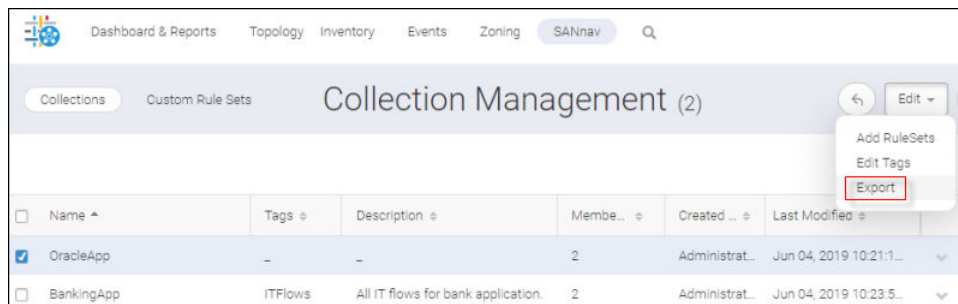 Dashboard & Reports Topology Inventory Events Zoning SANnav
Collections Custom Rule Sets Collection Management (2) Edit
Add RuleSets
Edit Tags
Export
Name Tags Description Membe... Created ... Last Modified
OracleApp _ _ 2 Administrat... Jun 04, 2019 10:21:1...
BankingApp ITFlows All IT flows for bank application. 2 Administrat... Jun 04, 2019 10:23:5...